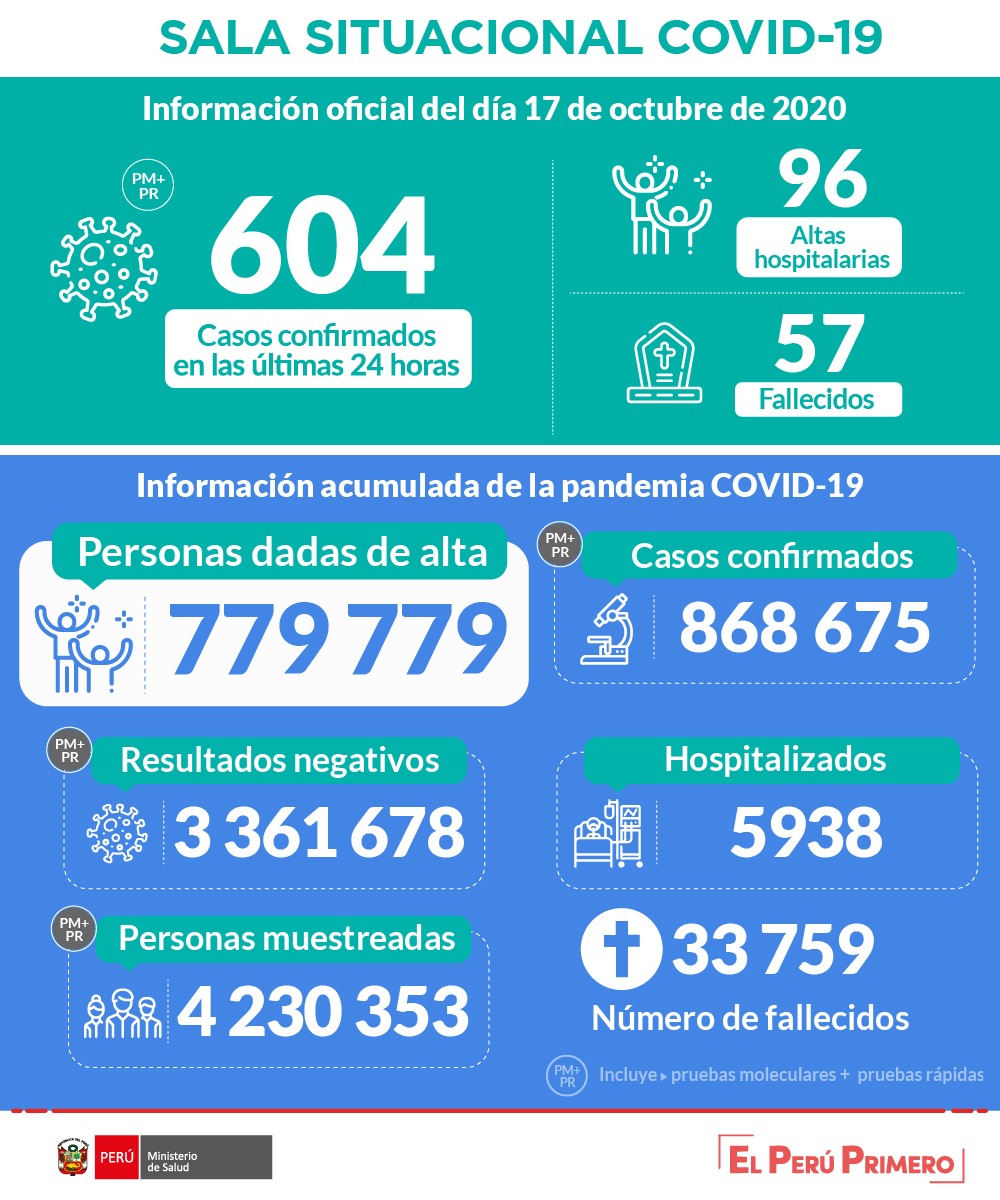 SALA SITUACIONAL COVID-19
Información oficial del día 17 de octubre de 2020
PM+
PR
604
Casos confirmados
en las últimas 24 horas
96
Altas
hospitalarias
57
Fallecidos
Información acumulada de la pandemia COVID-19
Personas dadas de alta
779 779
PM+
PR
Casos confirmados
868 675
PM+
PR
Resultados negativos
3 361 678
Hospitalizados
5938
PM+
PR
Personas muestreadas
4 230 353
33 759
Número de fallecidos
PM+
PR
Incluye ▸ pruebas moleculares + pruebas rápidas
PERÚ
Ministerio
de Salud
EL PERÚ PRIMERO